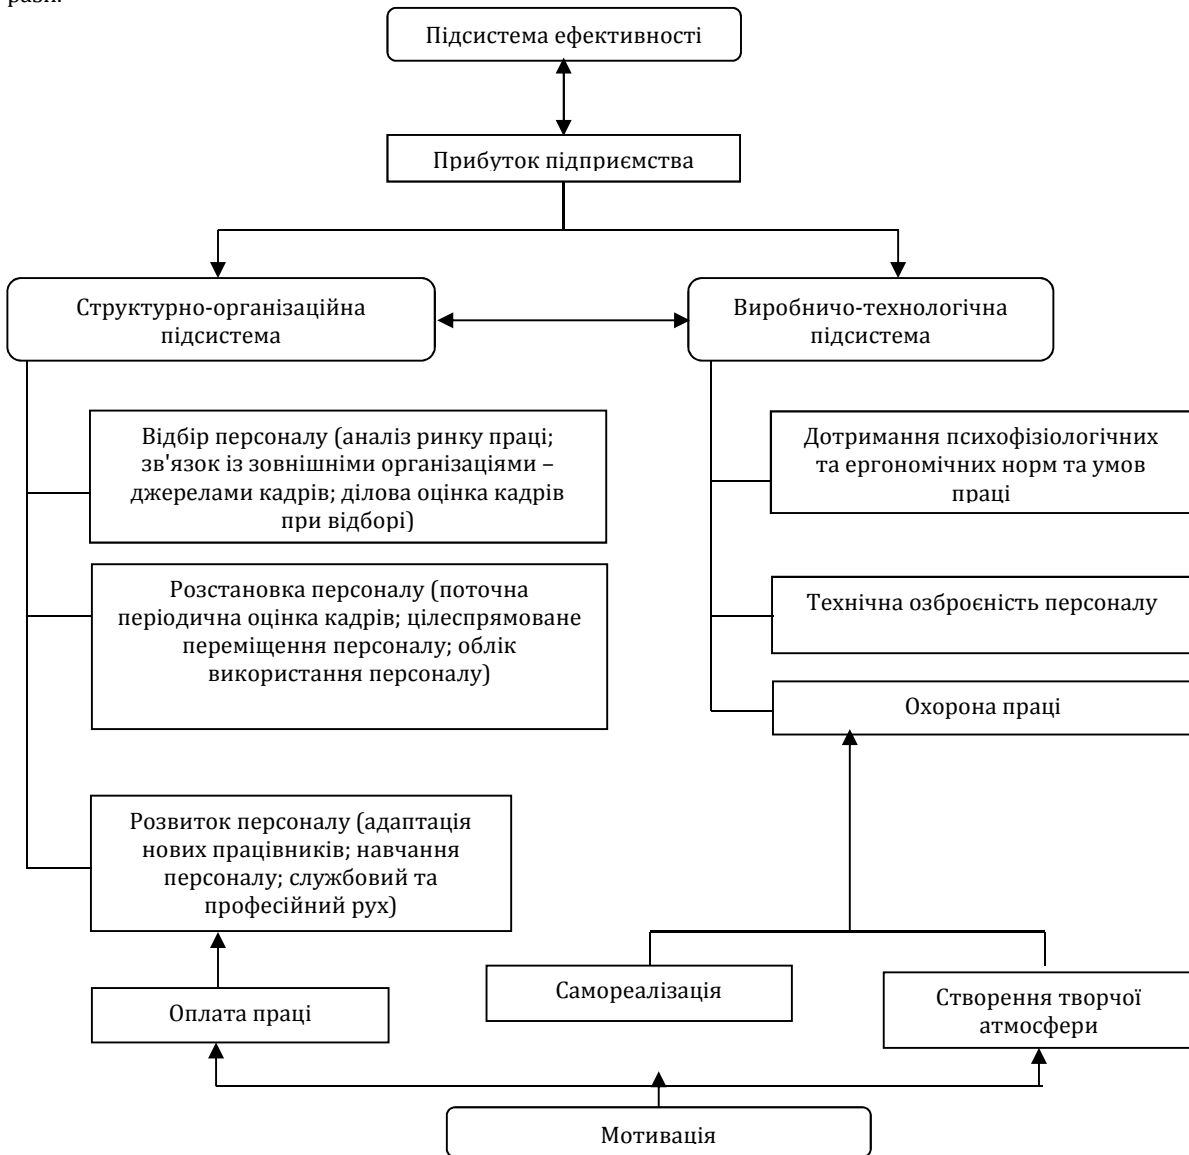 Підсистема ефективності
Прибуток підприємства
Структурно-організаційна
підсистема
Виробничо-технологічна
підсистема
Відбір персоналу (аналіз ринку праці;
зв'язок із зовнішніми організаціями –
джерелами кадрів; ділова оцінка кадрів
при відборі)
Дотримання психофізіологічних
та ергономічних норм та умов
праці
Розстановка персоналу (поточна
періодична оцінка кадрів; цілеспрямоване
переміщення персоналу; облік
використання персоналу)
Технічна озброєність персоналу
Охорона праці
Розвиток персоналу (адаптація
нових працівників; навчання
персоналу; службовий та
професійний рух)
Самореалізація
Створення творчої
атмосфери
Оплата праці
Мотивація